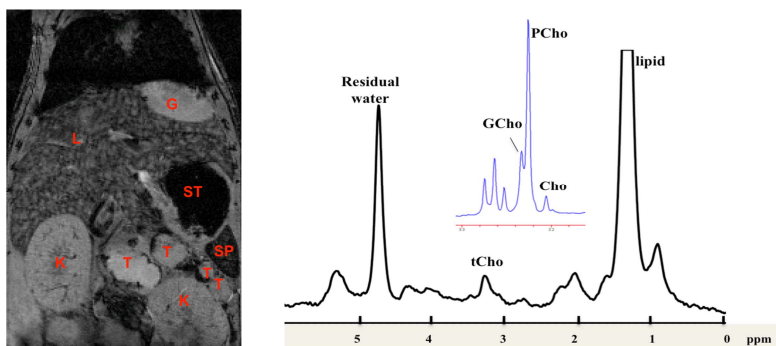 G
L
ST
SP
K
T
T
T
T
K
Residual
water
PCho
GCho
Cho
tCho
lipid
5
4
3
2
1
0
ppm